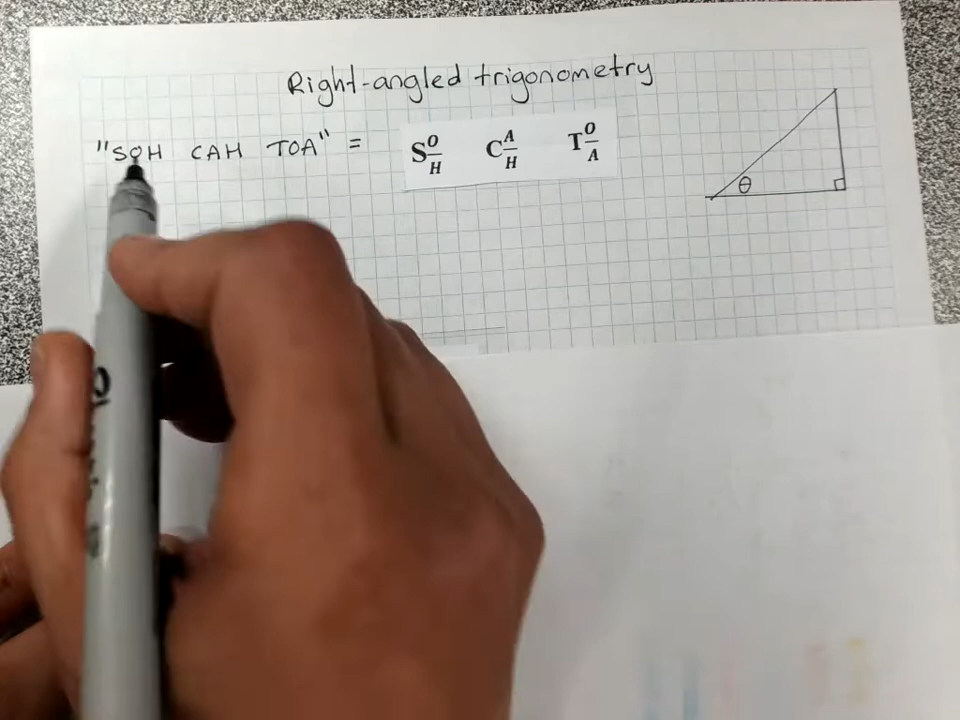 Right-angled trigonometry
"SOH CAH TOA" = S O/H C A/H T O/A
θ